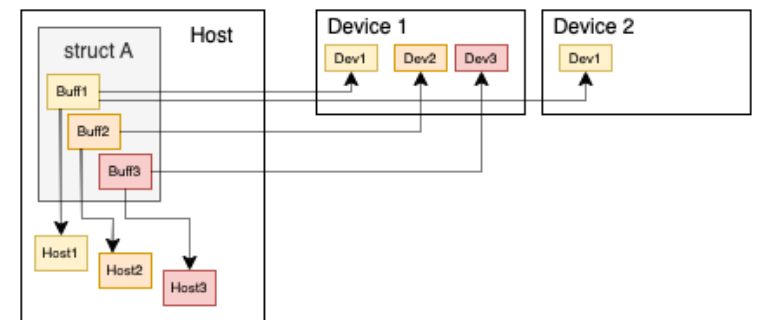 Host
struct A
Buff1
Buff2
Buff3
Host1
Host2
Host3
Device 1
Dev1
Dev2
Dev3
Device 2
Dev1